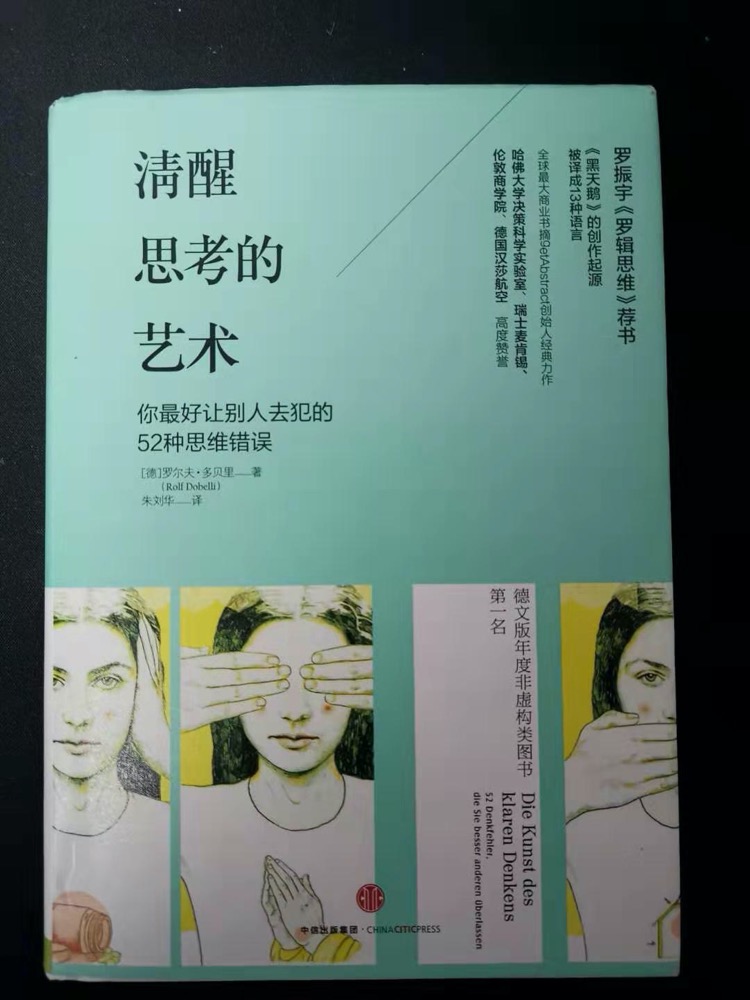 清醒
思考的
艺术
你最好让别人去犯的
52种思维错误
[德]罗尔夫·多贝里——著
(Rolf Dobelli)
朱刘华——译
罗振宇《罗辑思维》荐书
《黑天鹅》的创作起源
被译成13种语言
全球最大商业书摘getAbstract创始人经典力作
哈佛大学决策科学实验室、瑞士麦肯锡、
伦敦商学院、德国汉莎航空 高度赞誉
德文版年度非虚构类图书
第一名
Die Kunst des
klaren Denkens
52 Denkfehler,
die Sie besser anderen überlassen
中信出版集团·CHINACITICPRESS